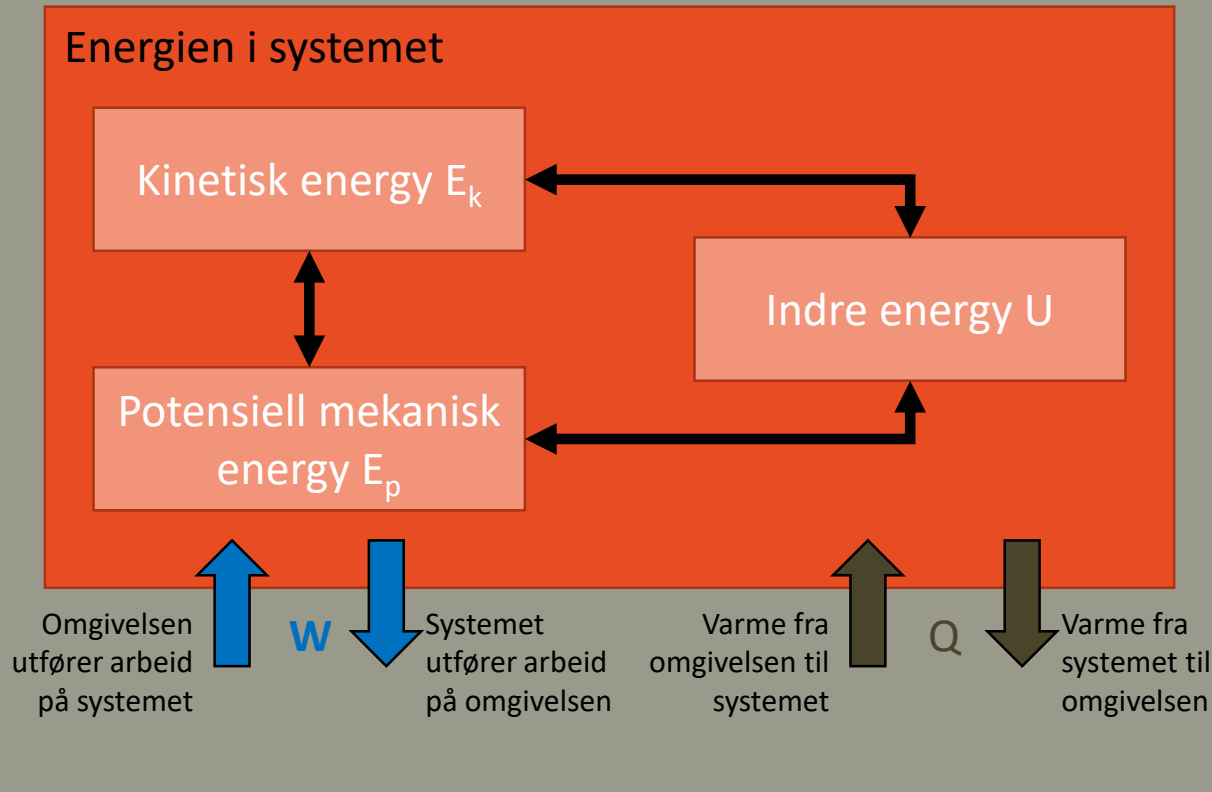 Energien i systemet
Kinetisk energy Ek
Indre energy U
Potensiell mekanisk
energy Ep
Omgivelsen
utfører arbeid
på systemet
W
Systemet
utfører arbeid
på omgivelsen
Varme fra
omgivelsen til
systemet
Q
Varme fra
systemet til
omgivelsen